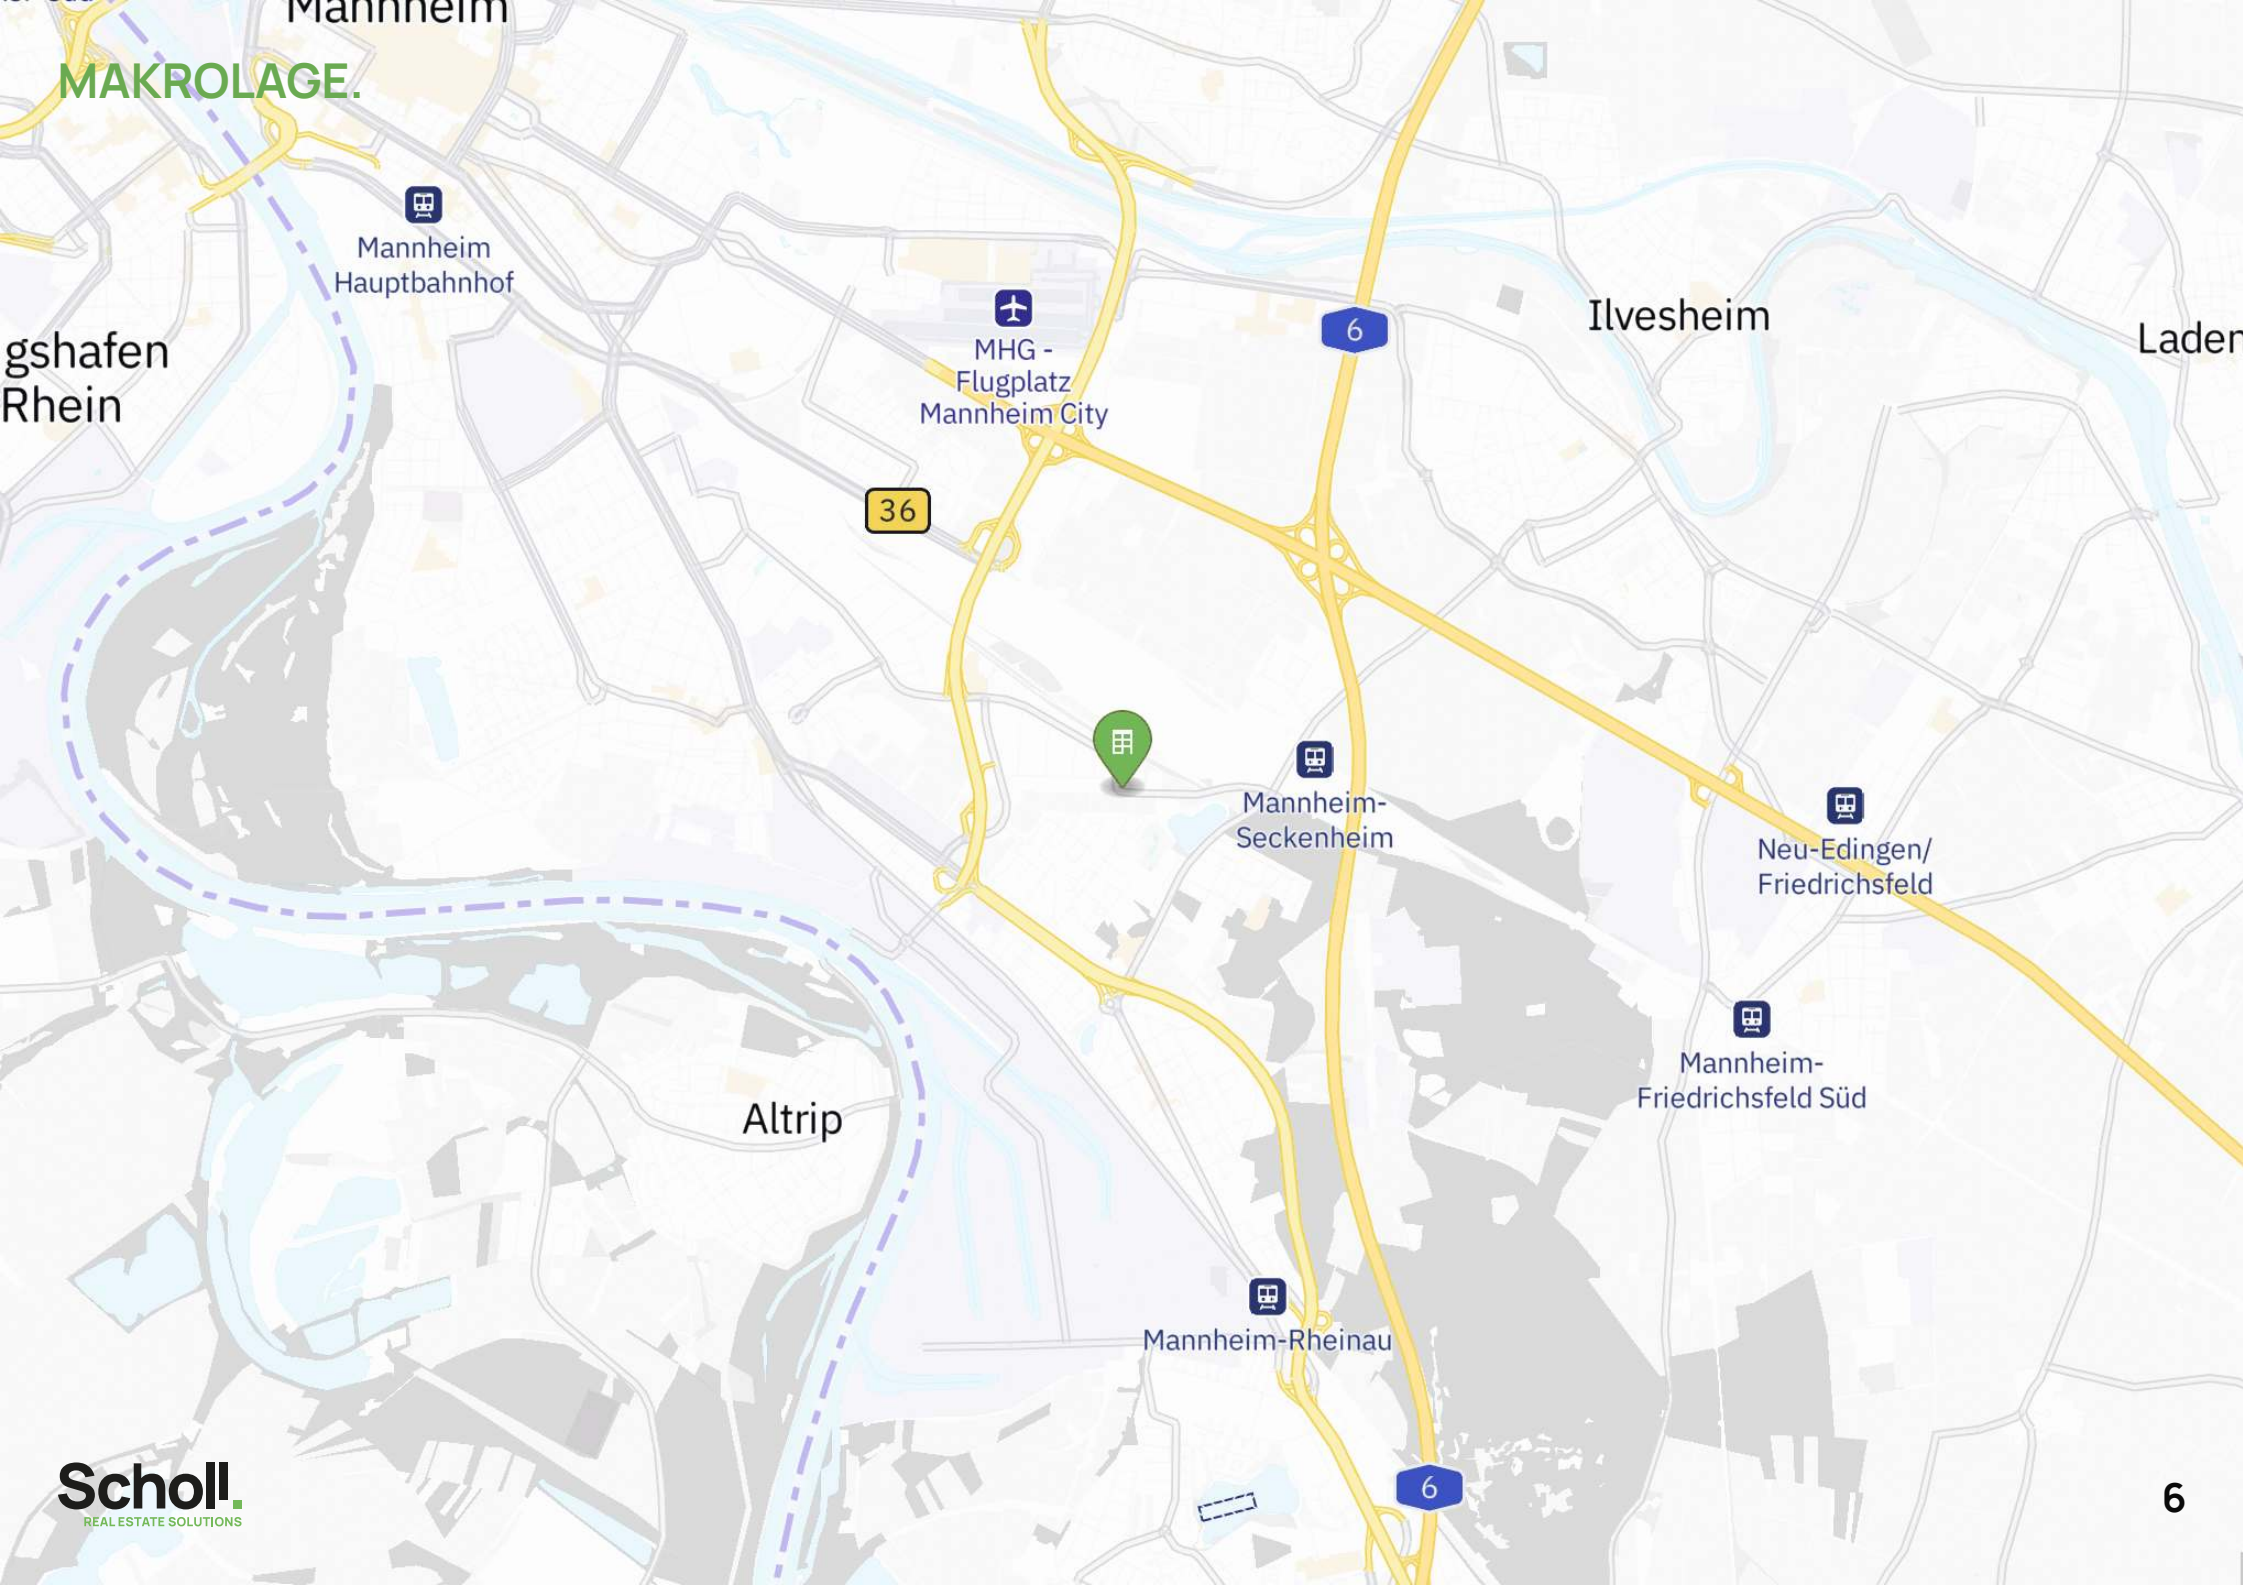 Mannheim
MAKROLAGE.
Mannheim
Hauptbahnhof
MHG -
Flugplatz
Mannheim City
6
Ilvesheim
Laden
gshafen
Rhein
36
Mannheim-
Seckenheim
Neu-Edingen/
Friedrichsfeld
Mannheim-
Friedrichsfeld Süd
Altrip
Mannheim-Rheinau
6
Scholl.
REAL ESTATE SOLUTIONS
6